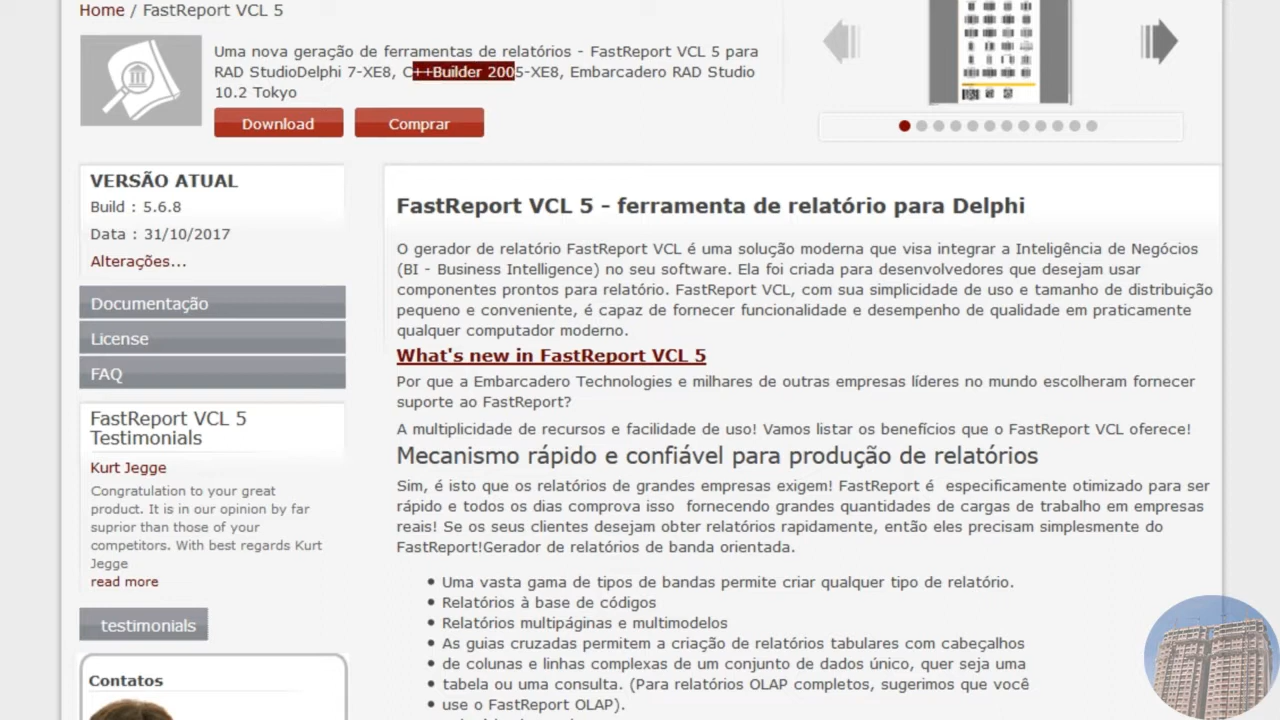 Home / FastReport VCL 5
Uma nova geração de ferramentas de relatórios - FastReport VCL 5 para
RAD StudioDelphi 7-XE8, C++Builder 2005-XE8, Embarcadero RAD Studio
10.2 Tokyo
Download
Comprar
VERSÃO ATUAL
Build : 5.6.8
Data : 31/10/2017
Alterações...
Documentação
License
FAQ
FastReport VCL 5
Testimonials
Kurt Jegge
Congratulation to your great
product. It is in our opinion by far
suprior than those of your
competitors. With best regards Kurt
Jegge
read more
testimonials
Contatos
FastReport VCL 5 - ferramenta de relatório para Delphi
O gerador de relatório FastReport VCL é uma solução moderna que visa integrar a Inteligência de Negócios
(BI - Business Intelligence) no seu software. Ela foi criada para desenvolvedores que desejam usar
componentes prontos para relatório. FastReport VCL, com sua simplicidade de uso e tamanho de distribuição
pequeno e conveniente, é capaz de fornecer funcionalidade e desempenho de qualidade em praticamente
qualquer computador moderno.
What's new in FastReport VCL 5
Por que a Embarcadero Technologies e milhares de outras empresas líderes no mundo escolheram fornecer
suporte ao FastReport?
A multiplicidade de recursos e facilidade de uso! Vamos listar os benefícios que o FastReport VCL oferece!
Mecanismo rápido e confiável para produção de relatórios
Sim, é isto que os relatórios de grandes empresas exigem! FastReport é especificamente otimizado para ser
rápido e todos os dias comprova isso fornecendo grandes quantidades de cargas de trabalho em empresas
reais! Se os seus clientes desejam obter relatórios rapidamente, então eles precisam simplesmente do
FastReport!Gerador de relatórios de banda orientada.
Uma vasta gama de tipos de bandas permite criar qualquer tipo de relatório.
Relatórios à base de códigos
Relatórios multipáginas e multimodelos
As guias cruzadas permitem a criação de relatórios tabulares com cabeçalhos
de colunas e linhas complexas de um conjunto de dados único, quer seja uma
tabela ou uma consulta. (Para relatórios OLAP completos, sugerimos que você
use o FastReport OLAP).